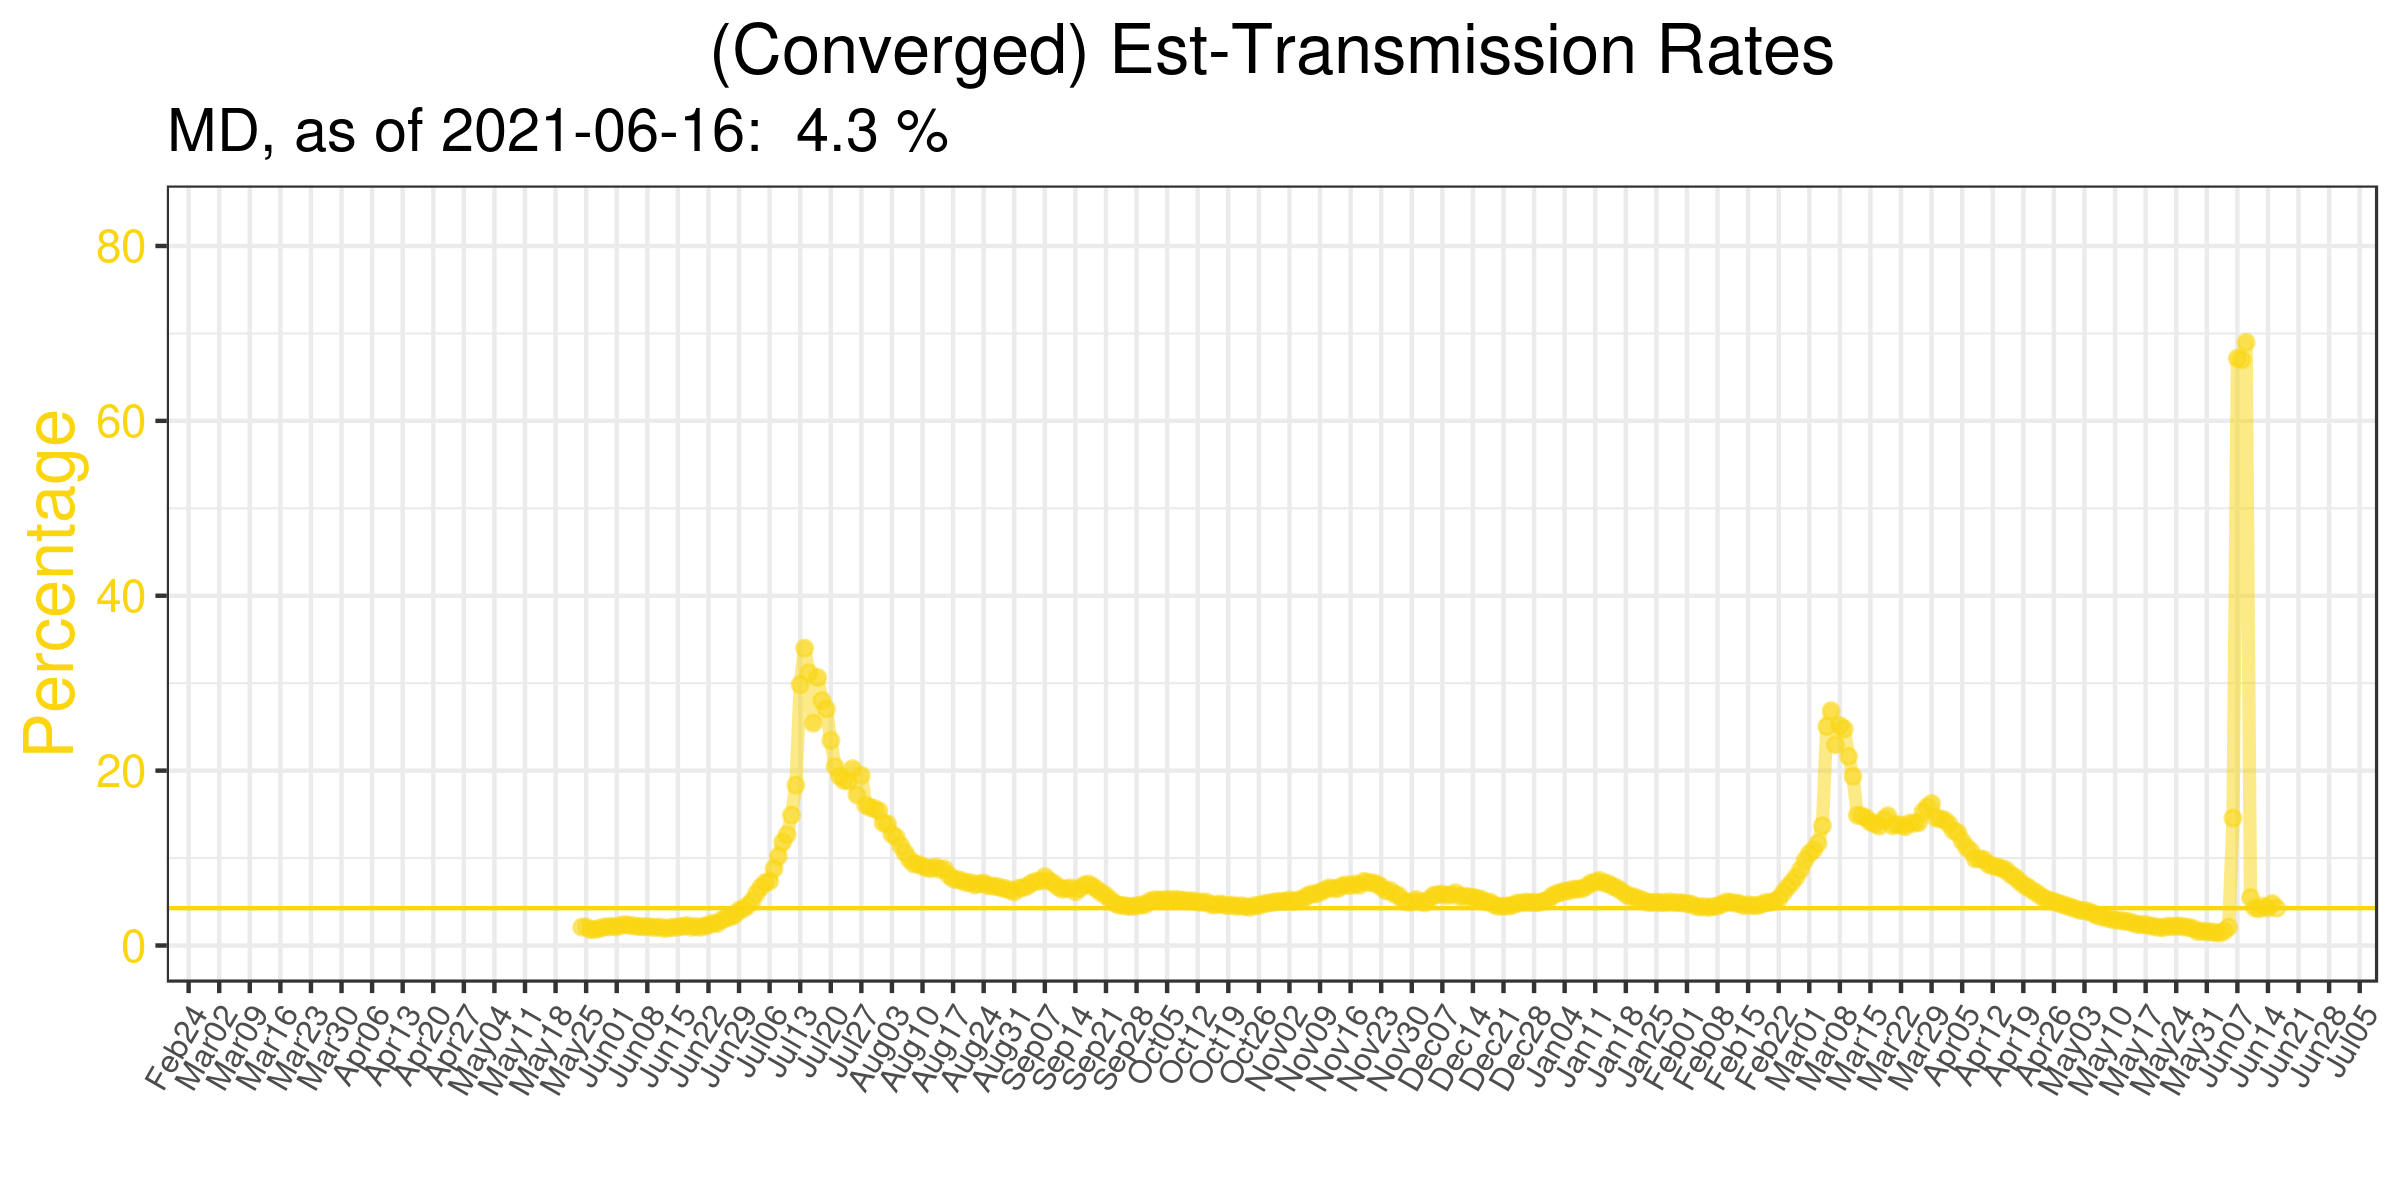 (Converged) Est-Transmission Rates
MD, as of 2021-06-16:  4.3 %
Percentage
80
60
40
20
0
Feb24
Mar02
Mar09
Mar16
Mar23
Mar30
Apr06
Apr13
Apr20
Apr27
May04
May11
May18
May25
Jun01
Jun08
Jun15
Jun22
Jun29
Jul06
Jul13
Jul20
Jul27
Aug03
Aug10
Aug17
Aug24
Aug31
Sep07
Sep14
Sep21
Sep28
Oct05
Oct12
Oct19
Oct26
Nov02
Nov09
Nov16
Nov23
Nov30
Dec07
Dec14
Dec21
Dec28
Jan04
Jan11
Jan18
Jan25
Feb01
Feb08
Feb15
Feb22
Mar01
Mar08
Mar15
Mar22
Mar29
Apr05
Apr12
Apr19
Apr26
May03
May10
May17
May24
May31
Jun07
Jun14
Jun21
Jun28
Jul05